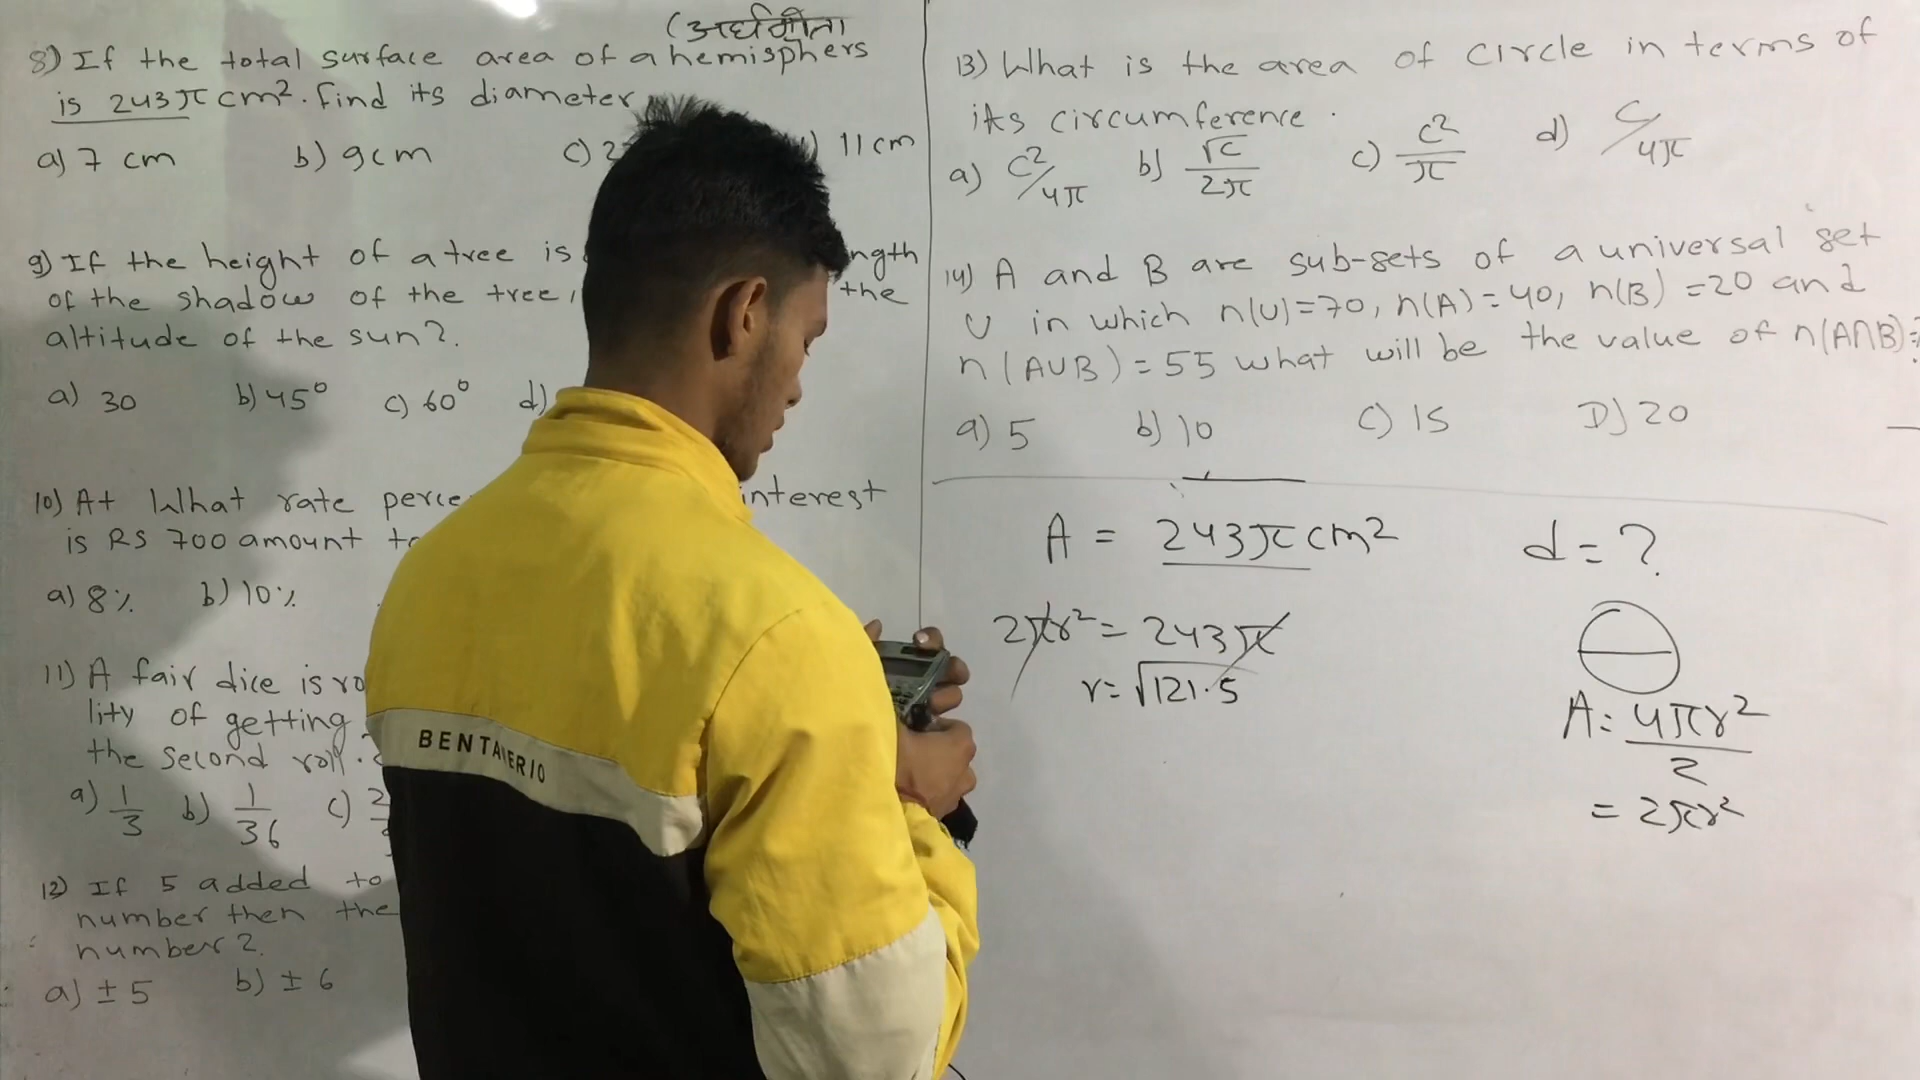 (अर्धगोला
8) If the total surface area of a hemisphers
is 243π cm². find its diameter
a) 7 cm b) 9cm c) 2 ) 11cm
9) If the height of a tree is ngth
of the shadow of the tree, the
altitude of the sun?.
a) 30 b) 45° c) 60° d)
10) At What rate perce interest
is RS 700 amount to
a) 8% b) 10%
11) A fair dice is ro
lity of getting
the second roll.
a) 1/3 b) 1/36 c) 2
12) If 5 added to
number then the
number?
a) ±5 b) ±6
13) What is the area of circle in terms of
its circumference.
a) c²/4π b) √c/2π c) c²/π d) c/4π
14) A and B are sub-sets of a universal set
U in which n(U)=70, n(A)=40, n(B)=20 and
n(AUB)=55 what will be the value of n(A∩B)=?
a) 5 b) 10 c) 15 D) 20
A = 243π cm² d = ?
2πr² = 243π
r = √121.5
A = 4πr²/2
= 2πr²
BENTA ERIO